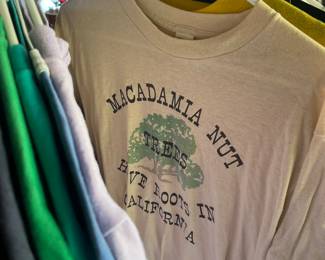 MACADAMIA NUT
TREES
HAVE ROOTS IN
CALIFORNIA